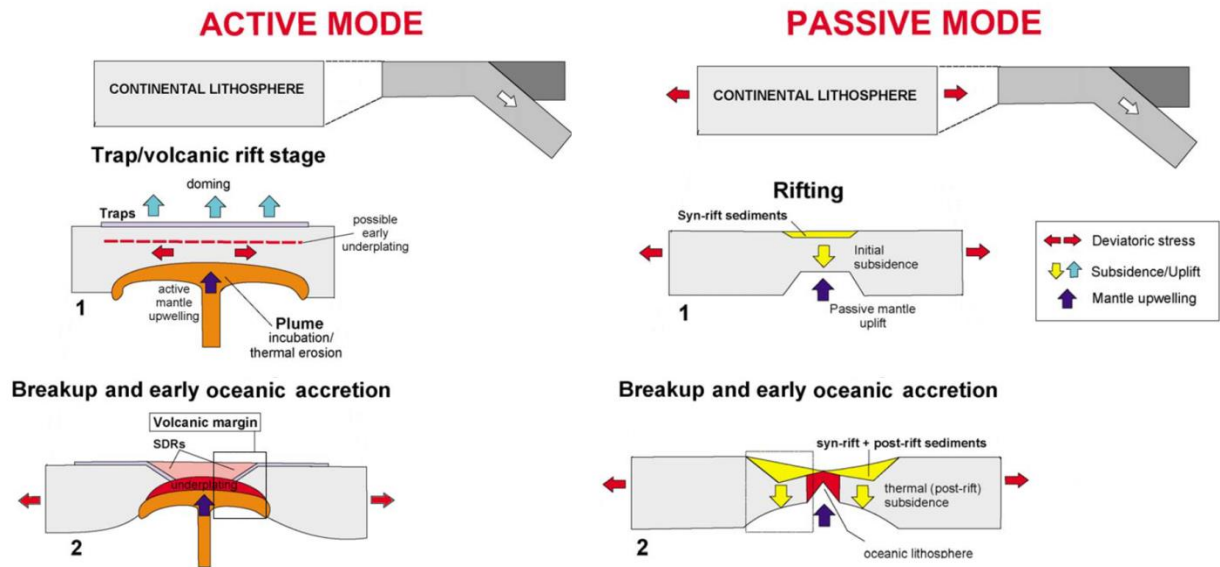 ACTIVE MODE
CONTINENTAL LITHOSPHERE
Trap/volcanic rift stage
doming
Traps
possible
early
underplating
active
mantle
upwelling
1
Plume
incubation/
thermal erosion
Breakup and early oceanic accretion
Volcanic margin
SDRs
underplating
2
PASSIVE MODE
CONTINENTAL LITHOSPHERE
Rifting
Syn-rift sediments
Initial
subsidence
1
Passive mantle
uplift
Breakup and early oceanic accretion
syn-rift + post-rift sediments
thermal (post-rift)
subsidence
2
oceanic lithosphere
Deviatoric stress
Subsidence/Uplift
Mantle upwelling